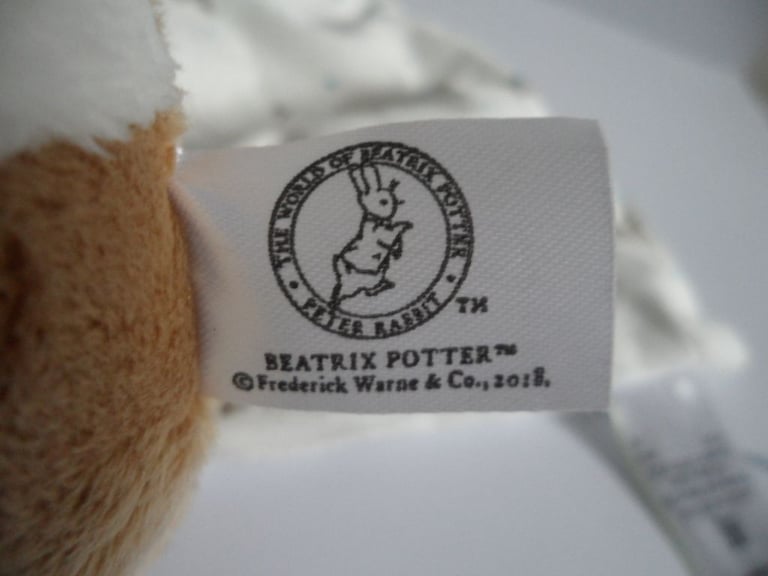 THE WORLD OF BEATRIX POTTER
• PETER RABBIT •
TM
BEATRIX POTTER™
© Frederick Warne & Co., 2018.